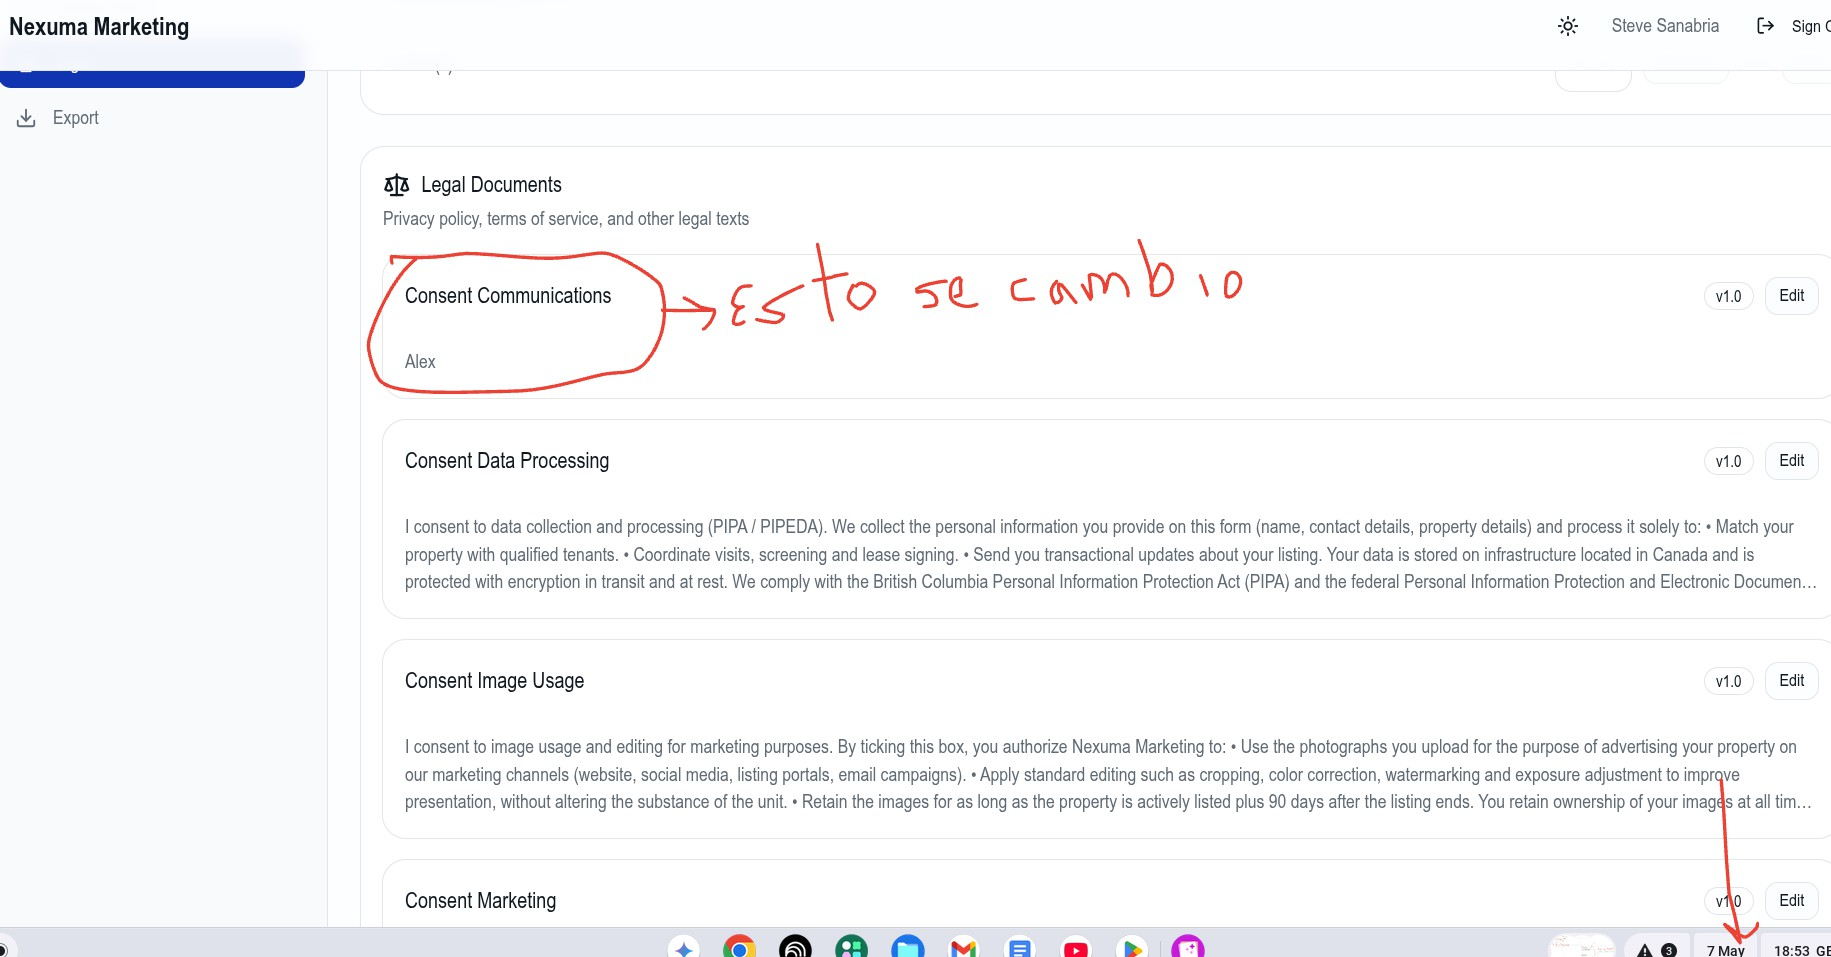 Nexuma Marketing
Steve Sanabria
Sign
Export
Legal Documents
Privacy policy, terms of service, and other legal texts
Consent Communications
Esto se cambio
v1.0
Edit
Alex
Consent Data Processing
v1.0
Edit
I consent to data collection and processing (PIPA / PIPEDA). We collect the personal information you provide on this form (name, contact details, property details) and process it solely to: • Match your
property with qualified tenants. • Coordinate visits, screening and lease signing. • Send you transactional updates about your listing. Your data is stored on infrastructure located in Canada and is
protected with encryption in transit and at rest. We comply with the British Columbia Personal Information Protection Act (PIPA) and the federal Personal Information Protection and Electronic Documen…
Consent Image Usage
v1.0
Edit
I consent to image usage and editing for marketing purposes. By ticking this box, you authorize Nexuma Marketing to: • Use the photographs you upload for the purpose of advertising your property on
our marketing channels (website, social media, listing portals, email campaigns). • Apply standard editing such as cropping, color correction, watermarking and exposure adjustment to improve
presentation, without altering the substance of the unit. • Retain the images for as long as the property is actively listed plus 90 days after the listing ends. You retain ownership of your images at all tim…
Consent Marketing
v1.0
Edit
3
7 May
18:53